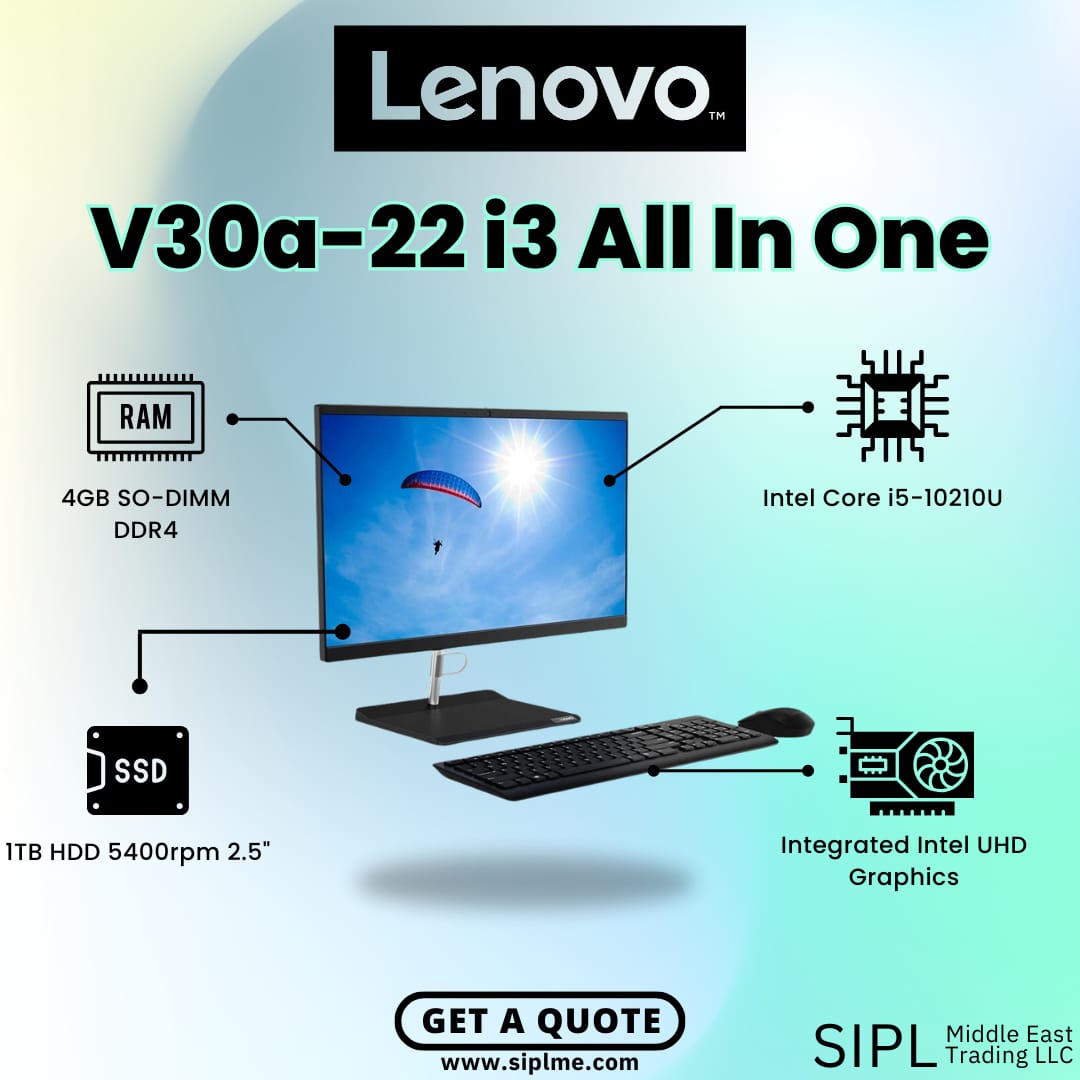 Lenovo™
V30a-22 i3 All In One
RAM
4GB SO-DIMM
DDR4
Intel Core i5-10210U
SSD
1TB HDD 5400rpm 2.5"
Integrated Intel UHD
Graphics
GET A QUOTE
www.siplme.com
SIPL Middle East
Trading LLC